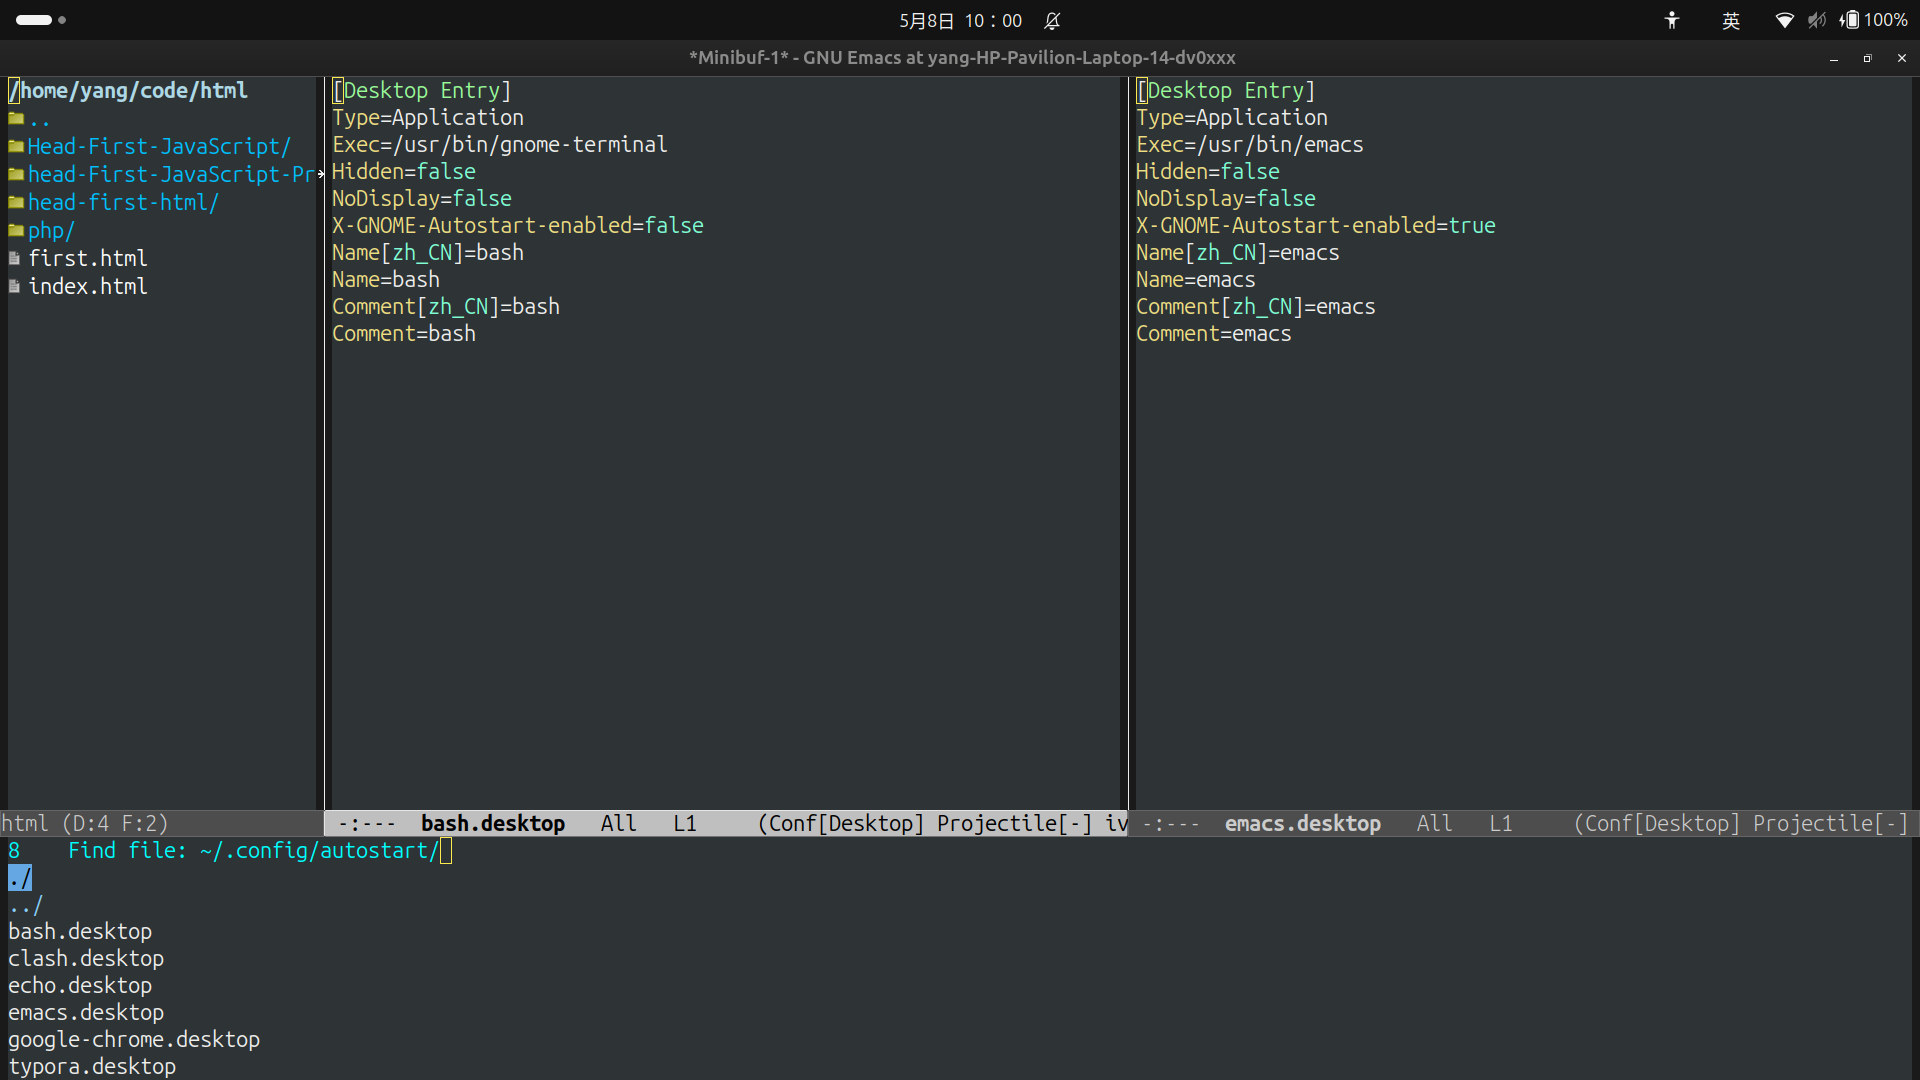 5月8日 10：00
英
100%
*Minibuf-1* - GNU Emacs at yang-HP-Pavilion-Laptop-14-dv0xxx
/home/yang/code/html
..
Head-First-JavaScript/
head-First-JavaScript-Pr
head-first-html/
php/
first.html
index.html
html (D:4 F:2)
[Desktop Entry]
Type=Application
Exec=/usr/bin/gnome-terminal
Hidden=false
NoDisplay=false
X-GNOME-Autostart-enabled=false
Name[zh_CN]=bash
Name=bash
Comment[zh_CN]=bash
Comment=bash
-:--- bash.desktop All L1 (Conf[Desktop] Projectile[-] iv
[Desktop Entry]
Type=Application
Exec=/usr/bin/emacs
Hidden=false
NoDisplay=false
X-GNOME-Autostart-enabled=true
Name[zh_CN]=emacs
Name=emacs
Comment[zh_CN]=emacs
Comment=emacs
-:--- emacs.desktop All L1 (Conf[Desktop] Projectile[-]
8 Find file: ~/.config/autostart/
./
../
bash.desktop
clash.desktop
echo.desktop
emacs.desktop
google-chrome.desktop
typora.desktop